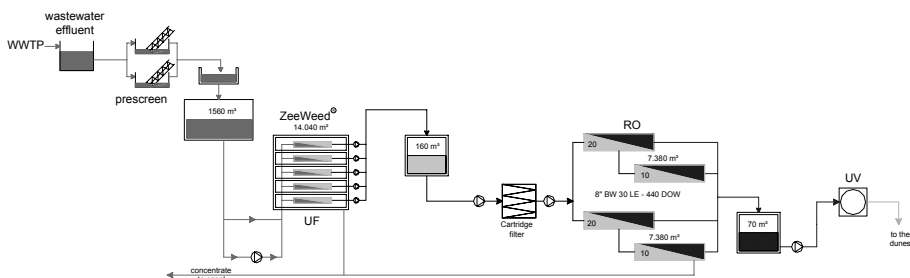 wastewater
effluent
WWTP
prescreen
1560 m³
ZeeWeed®
14.040 m²
UF
160 m³
Cartridge
filter
RO
20
7.380 m²
10
8" BW 30 LE - 440 DOW
20
7.380 m²
10
70 m³
UV
to the
dunes
concentrate